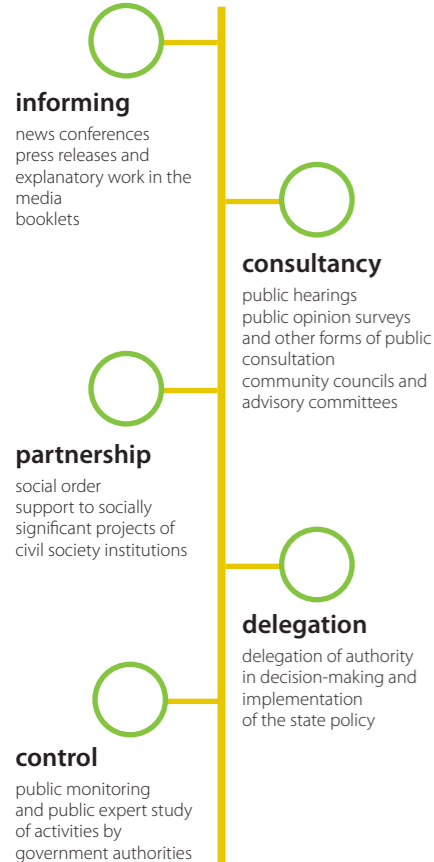 informing
news conferences
press releases and
explanatory work in the
media
booklets
consultancy
public hearings
public opinion surveys
and other forms of public
consultation
community councils and
advisory committees
partnership
social order
support to socially
significant projects of
civil society institutions
delegation
delegation of authority
in decision-making and
implementation
of the state policy
control
public monitoring
and public expert study
of activities by
government authorities